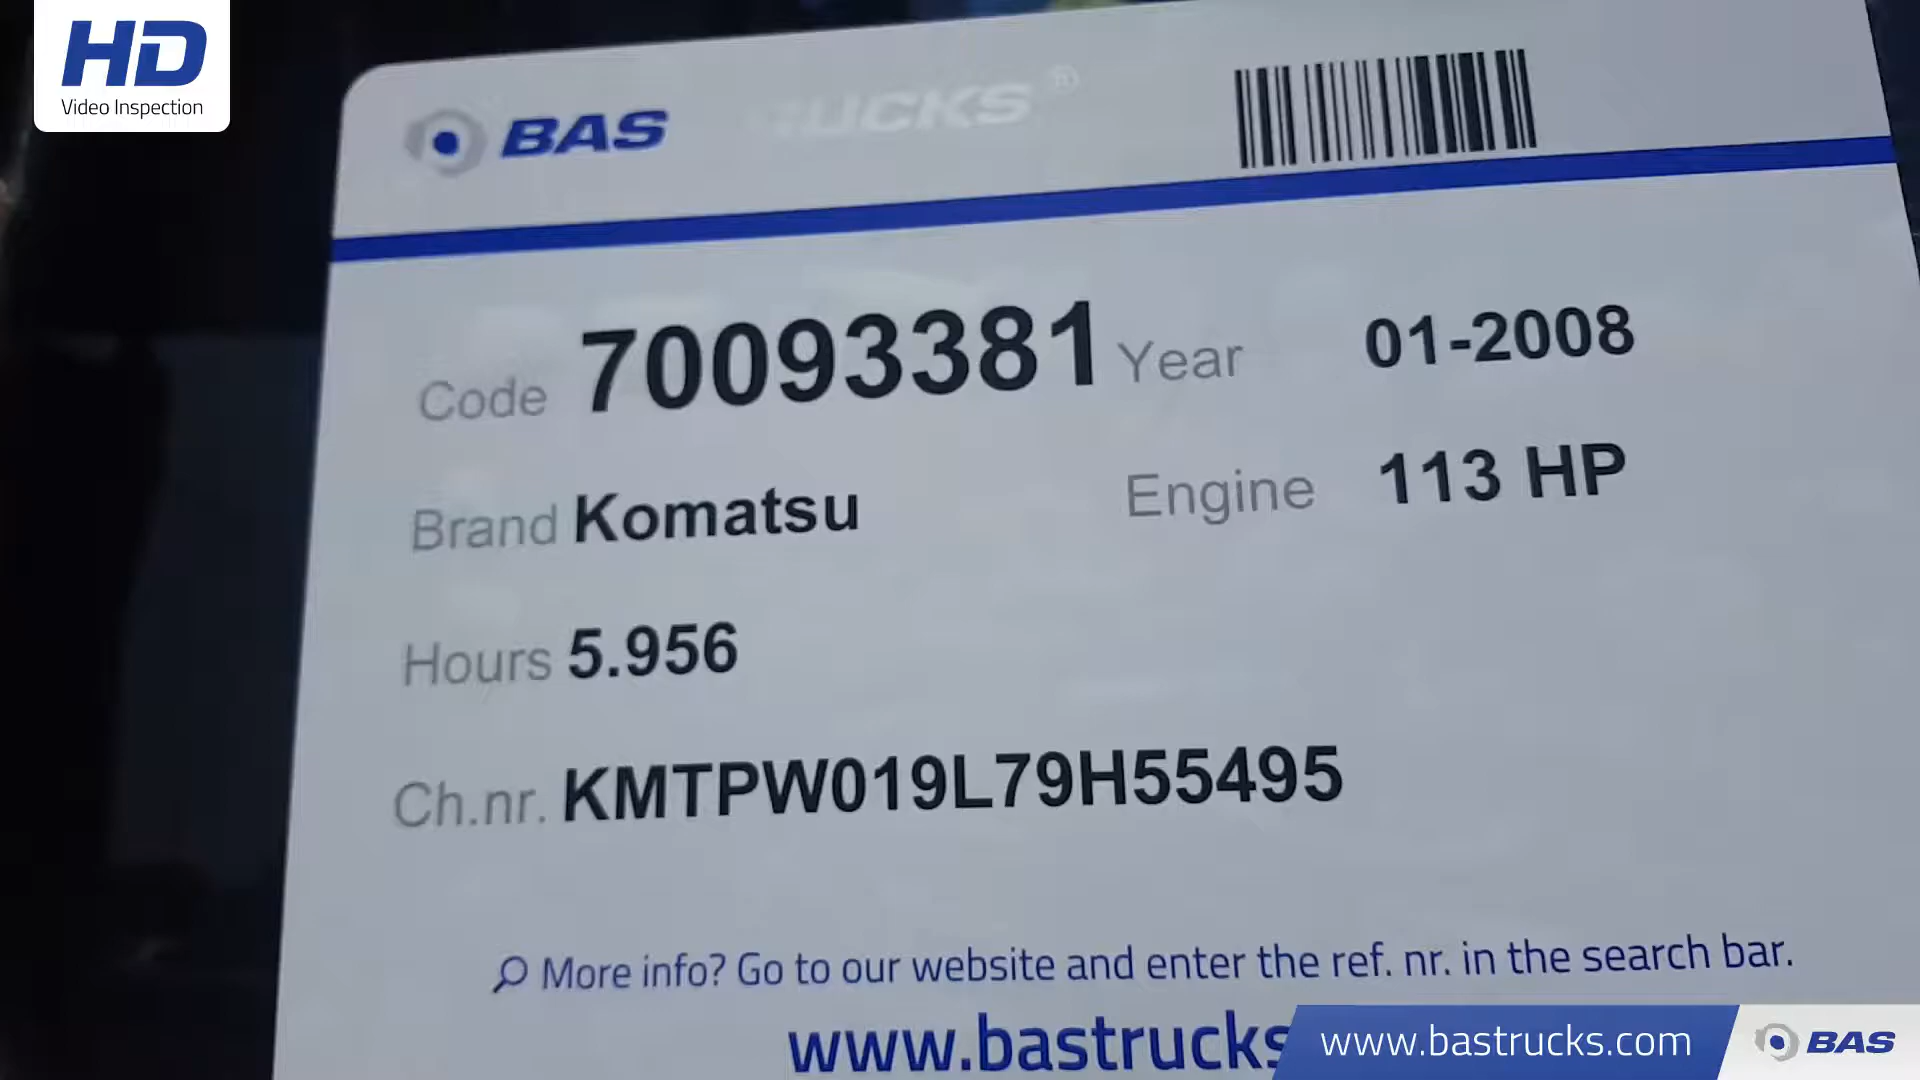 HD
Video Inspection
BAS TRUCKS®
Code 70093381 Year 01-2008
Brand Komatsu Engine 113 HP
Hours 5.956
Ch.nr. KMTPW019L79H55495
More info? Go to our website and enter the ref. nr. in the search bar.
www.bastrucks
www.bastrucks.com BAS